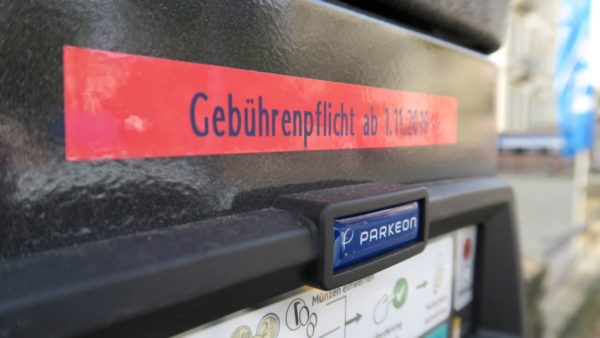 Gebührenpflicht ab 1.11.2019
PARKEON
Münzen einwerfen